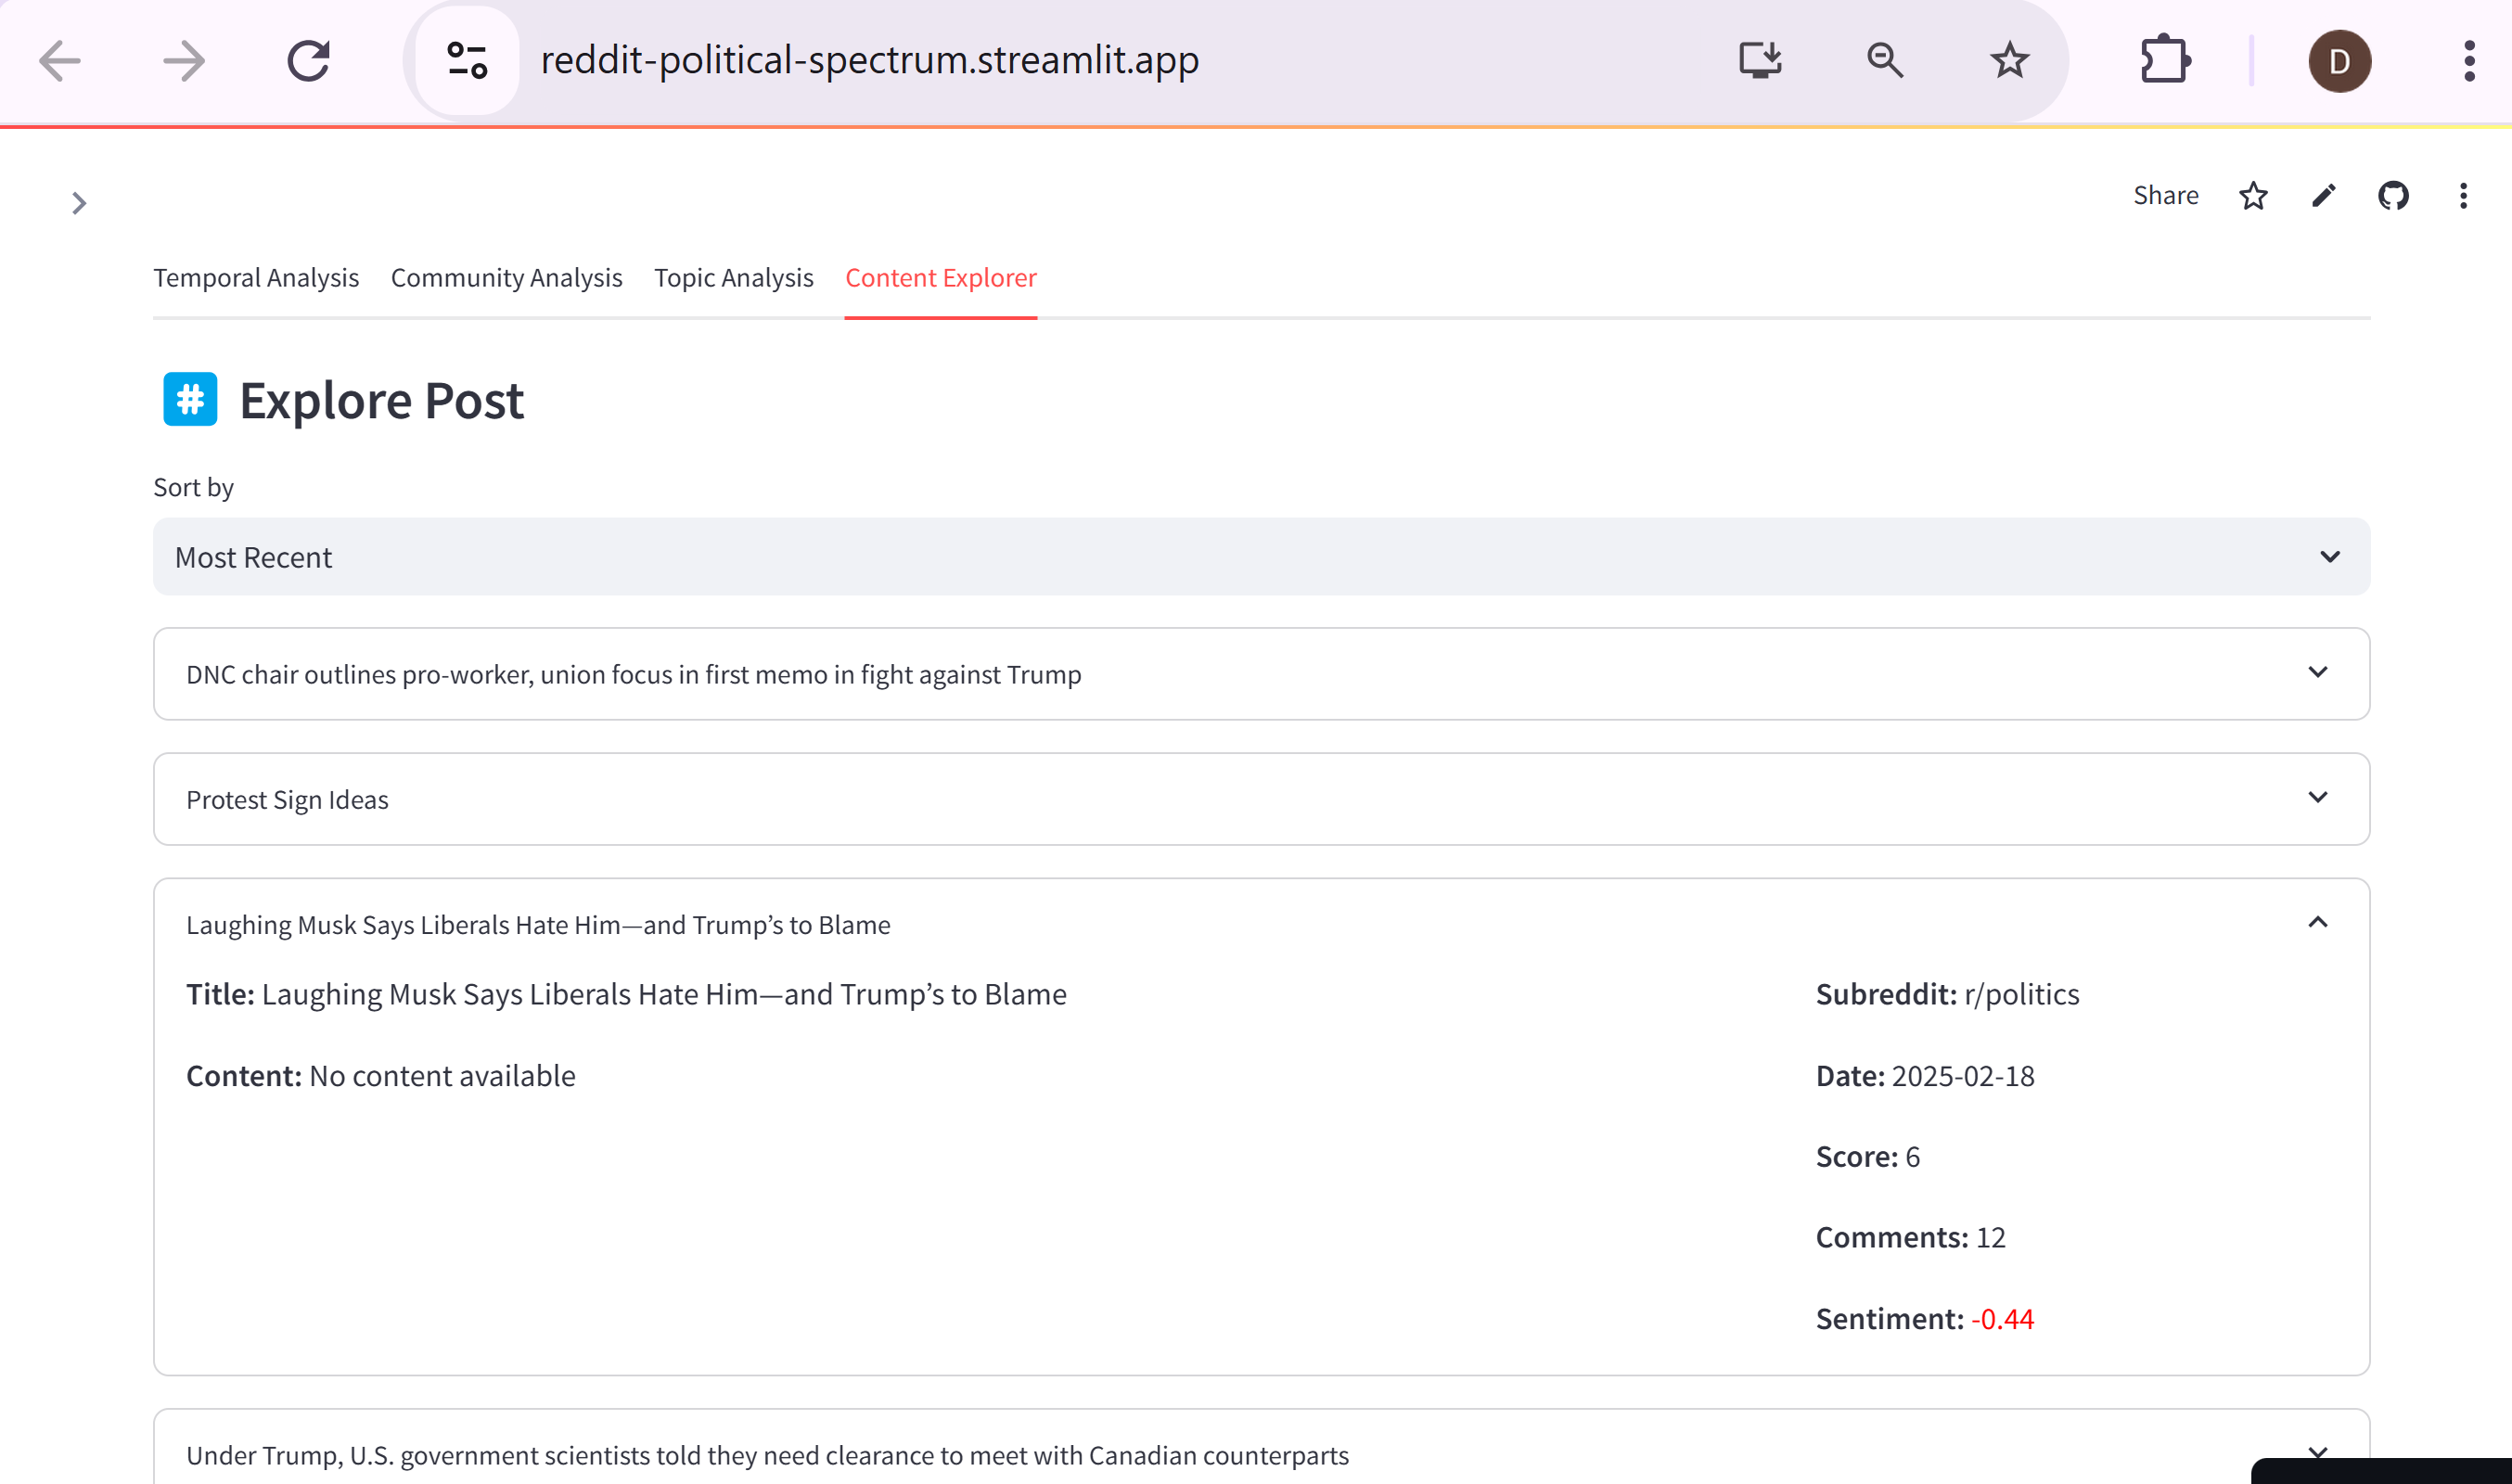 reddit-political-spectrum.streamlit.app
D
Share
Temporal Analysis Community Analysis Topic Analysis Content Explorer
# Explore Post
Sort by
Most Recent
DNC chair outlines pro-worker, union focus in first memo in fight against Trump
Protest Sign Ideas
Laughing Musk Says Liberals Hate Him—and Trump’s to Blame
Title: Laughing Musk Says Liberals Hate Him—and Trump’s to Blame
Content: No content available
Subreddit: r/politics
Date: 2025-02-18
Score: 6
Comments: 12
Sentiment: -0.44
Under Trump, U.S. government scientists told they need clearance to meet with Canadian counterparts